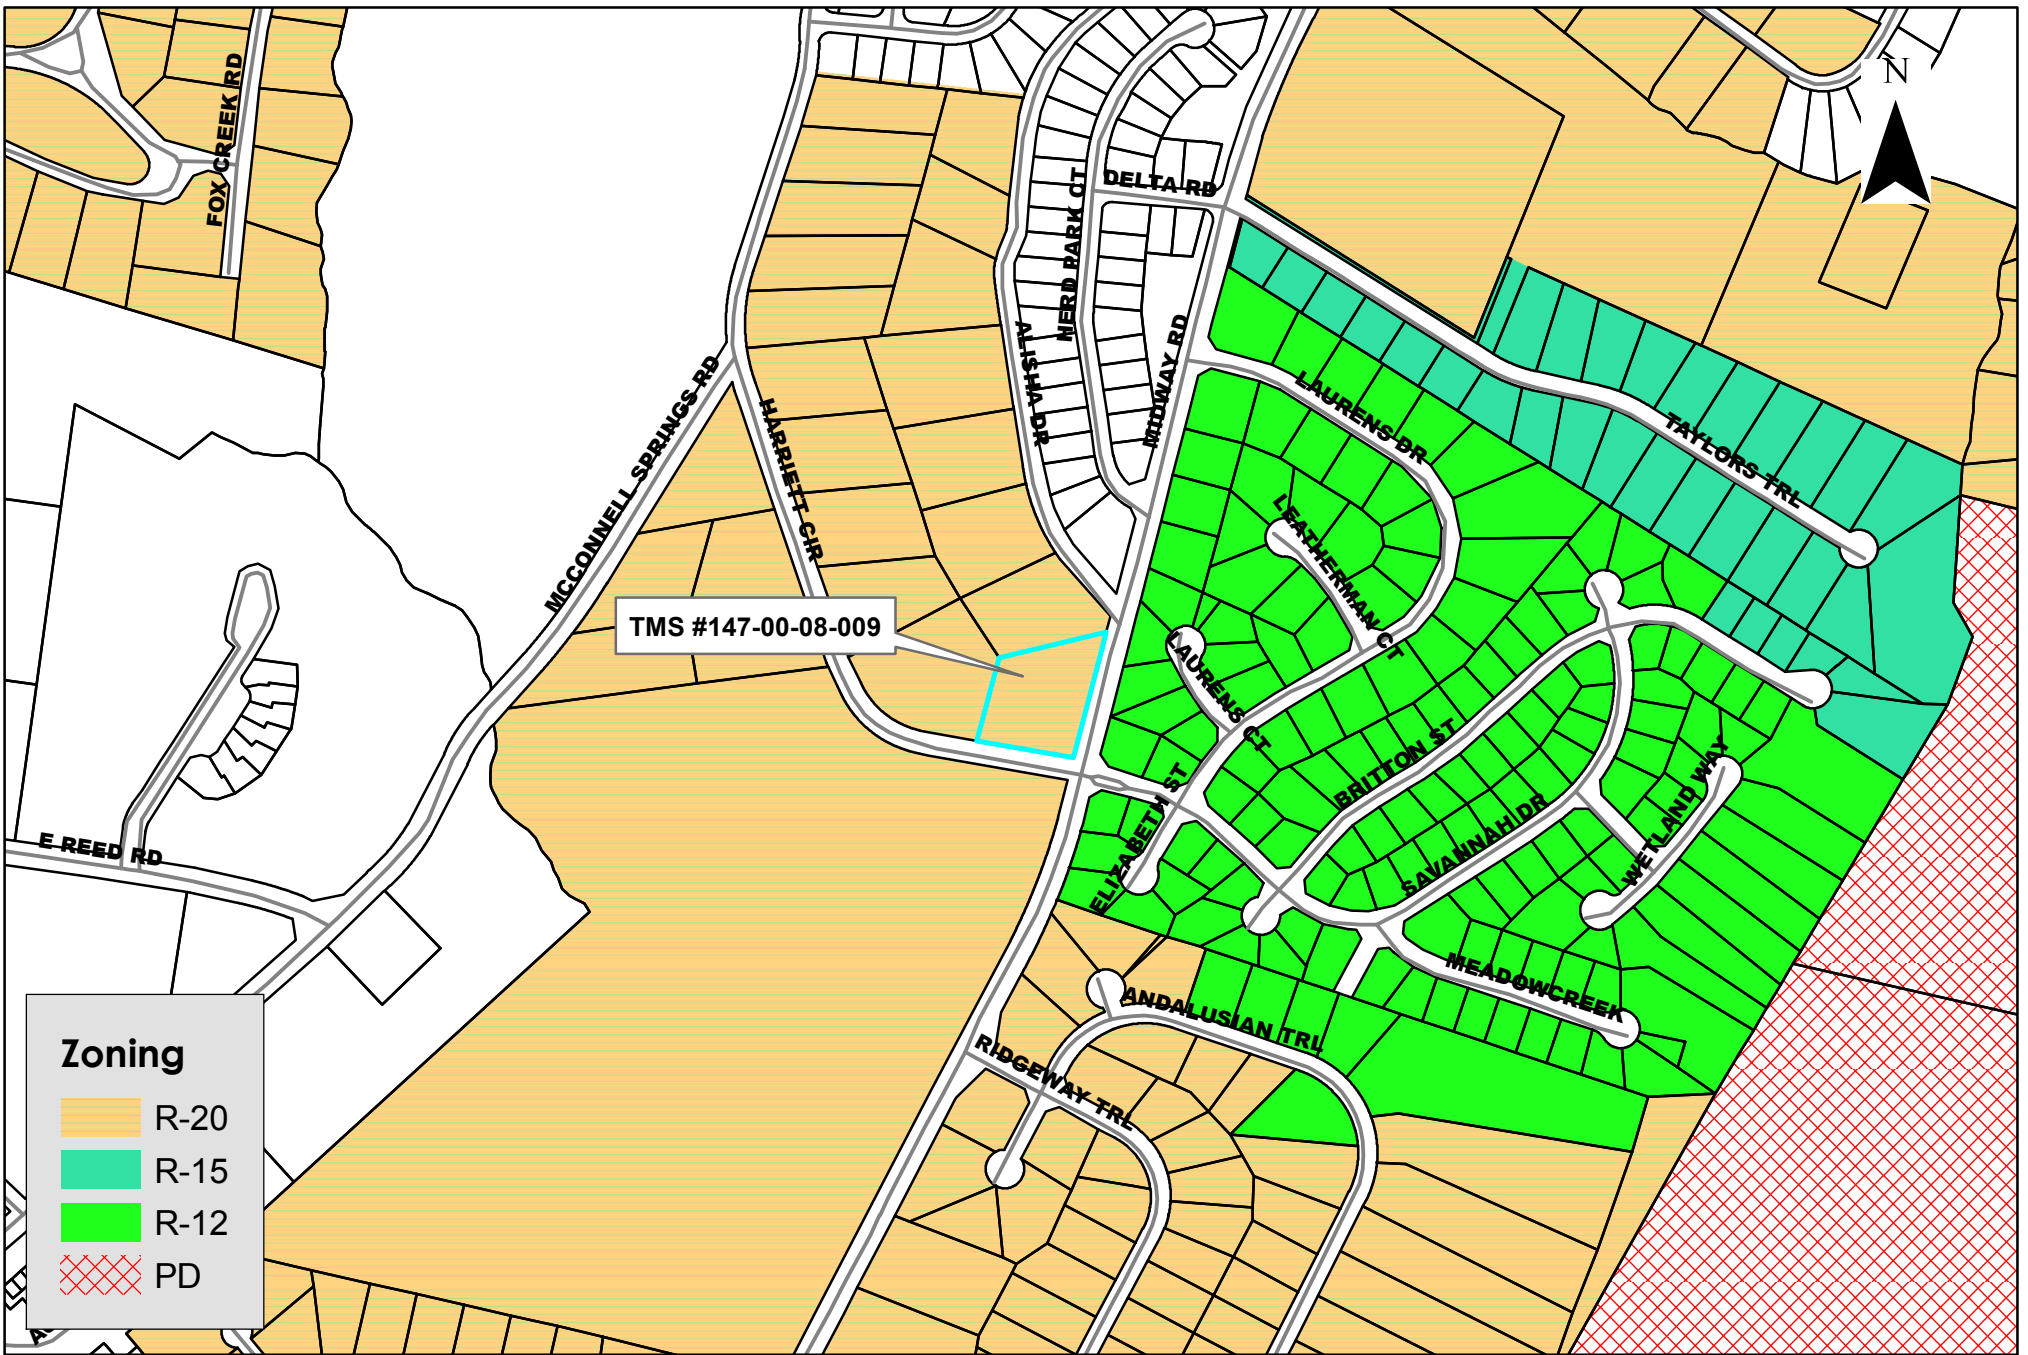 FOX CREEK RD
N
DELTA RD
HERD PARK CT
ALISHA DR
MIDWAY RD
LAURENS DR
TAYLORS TRL
MCCONNELL SPRINGS RD
HARRIETT CIR
LEATHERMAN CT
TMS #147-00-08-009
LAURENS CT
BRITTON ST
WETLAND WAY
ELIZABETH ST
SAVANNAH DR
E REED RD
MEADOWCREEK
ANDALUSIAN TRL
RIDGEWAY TRL
Zoning
R-20
R-15
R-12
PD